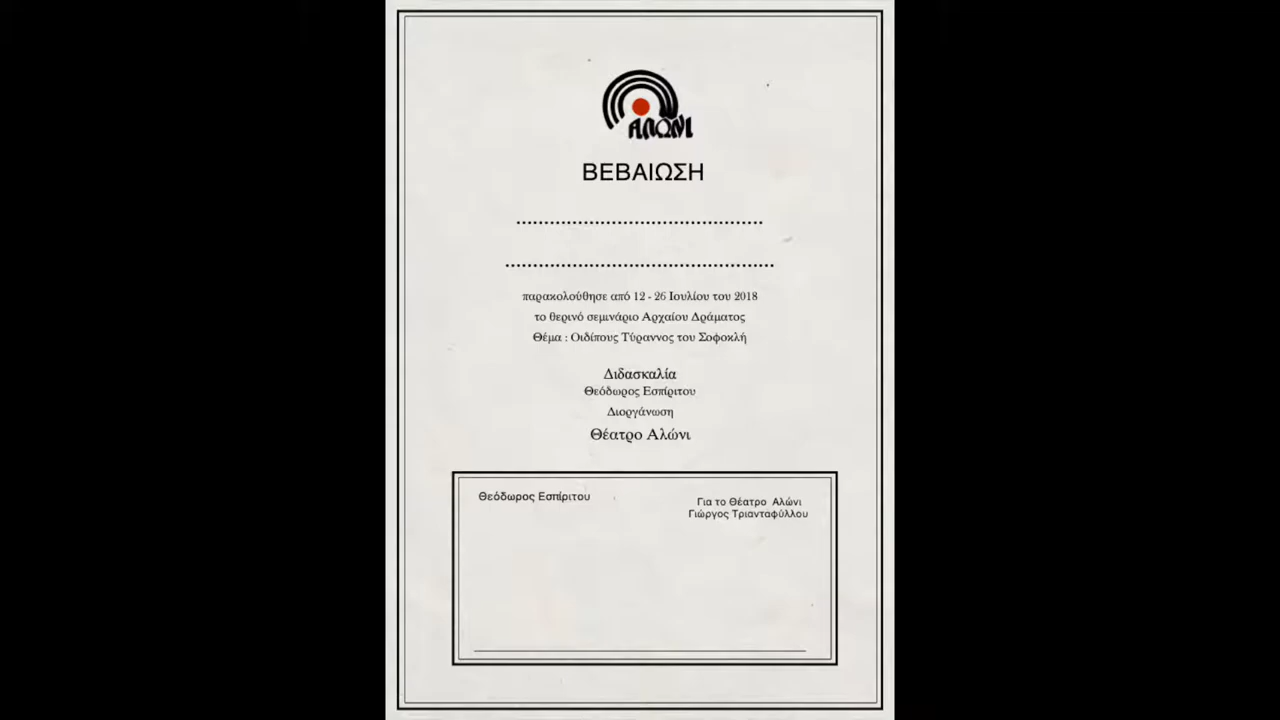 ΑΛΩΝΙ
ΒΕΒΑΙΩΣΗ
παρακολούθησε από 12 - 26 Ιουλίου του 2018
το θερινό σεμινάριο Αρχαίου Δράματος
Θέμα : Οιδίπους Τύραννος του Σοφοκλή
Διδασκαλία
Θεόδωρος Εσπίριτου
Διοργάνωση
Θέατρο Αλώνι
Θεόδωρος Εσπίριτου
Για το Θέατρο Αλώνι
Γιώργος Τριανταφύλλου